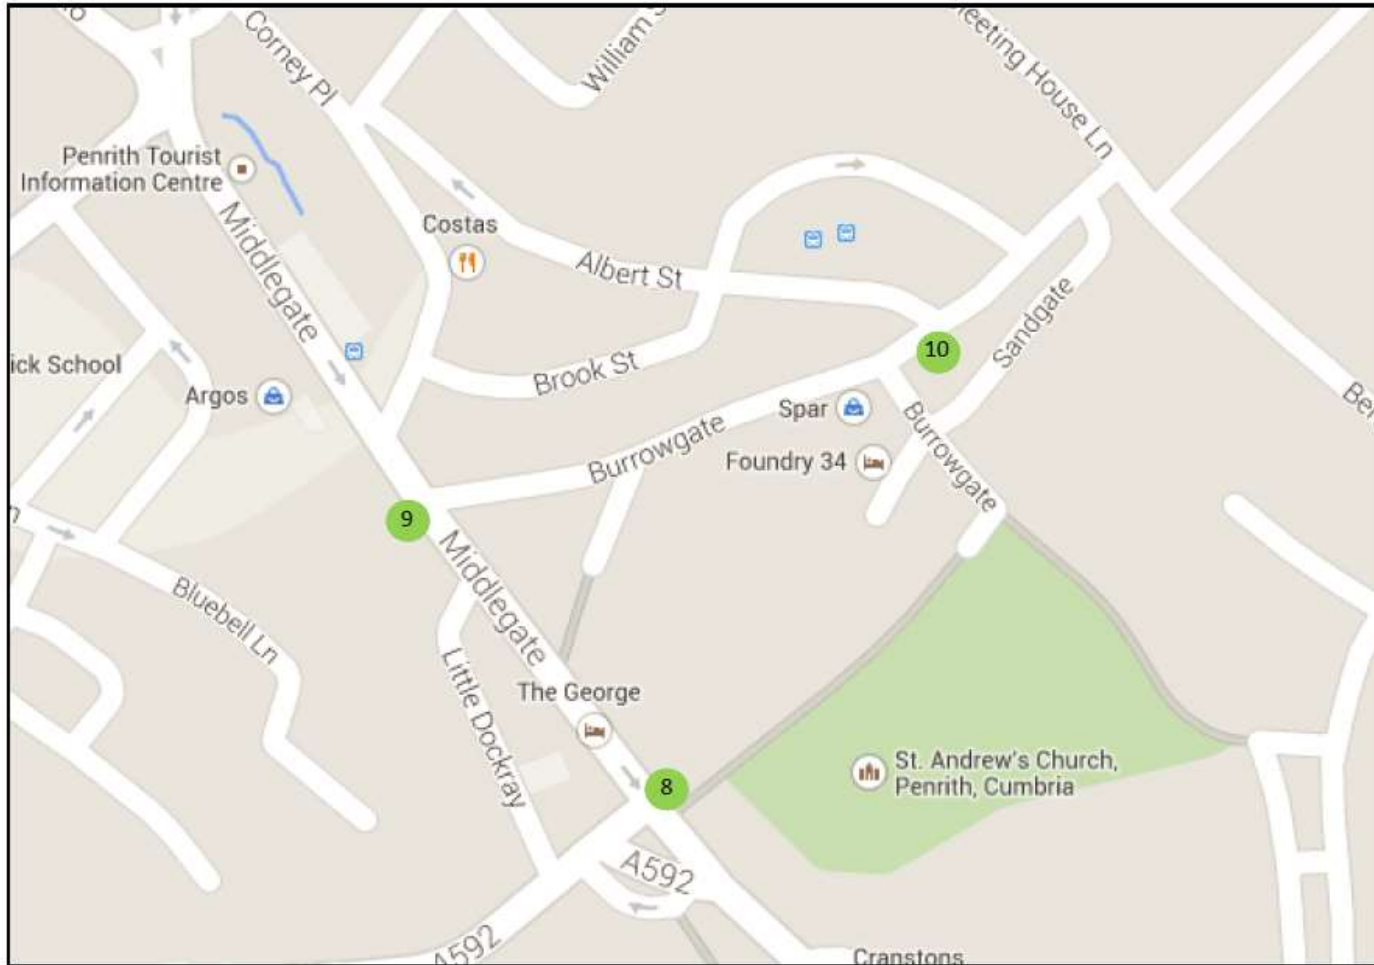 Corney Pl
William S
Meeting House Ln
Penrith Tourist
Information Centre
Middlegate
Costas
Albert St
Sandgate
ick School
Argos
Brook St
10
Spar
Burrowgate
Burrowgate
Foundry 34
9
Middlegate
Bluebell Ln
Little Dockray
The George
8
St. Andrew's Church,
Penrith, Cumbria
A592
A592
Cranstons